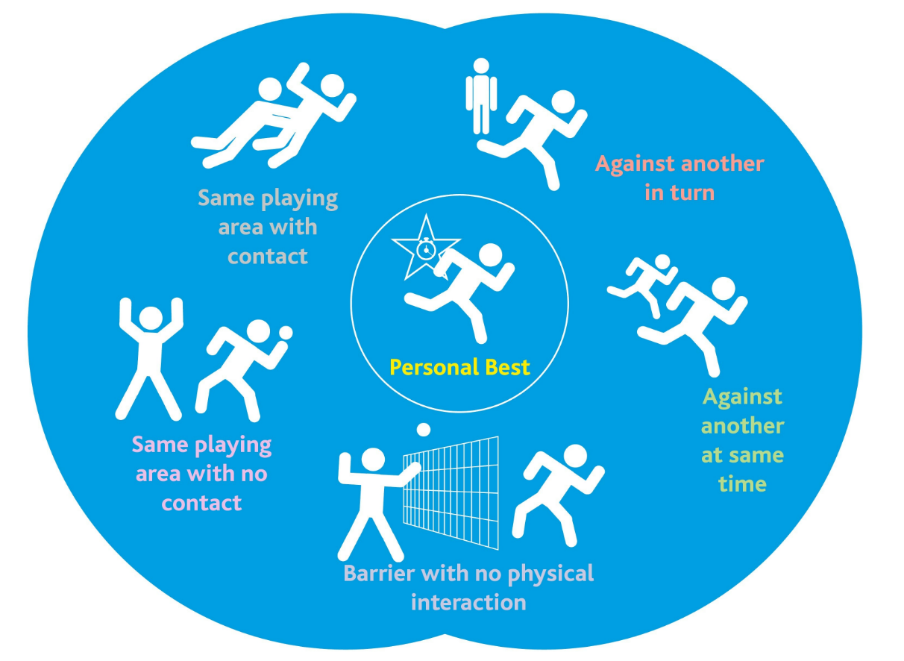 Same playing
area with
contact
Against another
in turn
Personal Best
Same playing
area with no
contact
Against
another
at same
time
Barrier with no physical
interaction